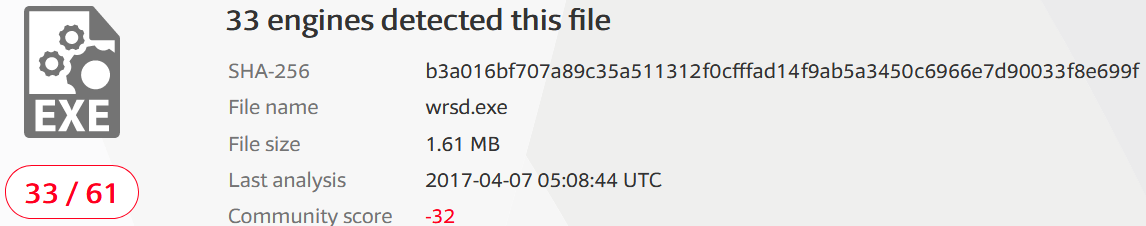 33 engines detected this file
SHA-256 b3a016bf707a89c35a511312f0cfffad14f9ab5a3450c6966e7d90033f8e699f
File name wrsd.exe
EXE
File size 1.61 MB
33 / 61
Last analysis 2017-04-07 05:08:44 UTC
Community score -32